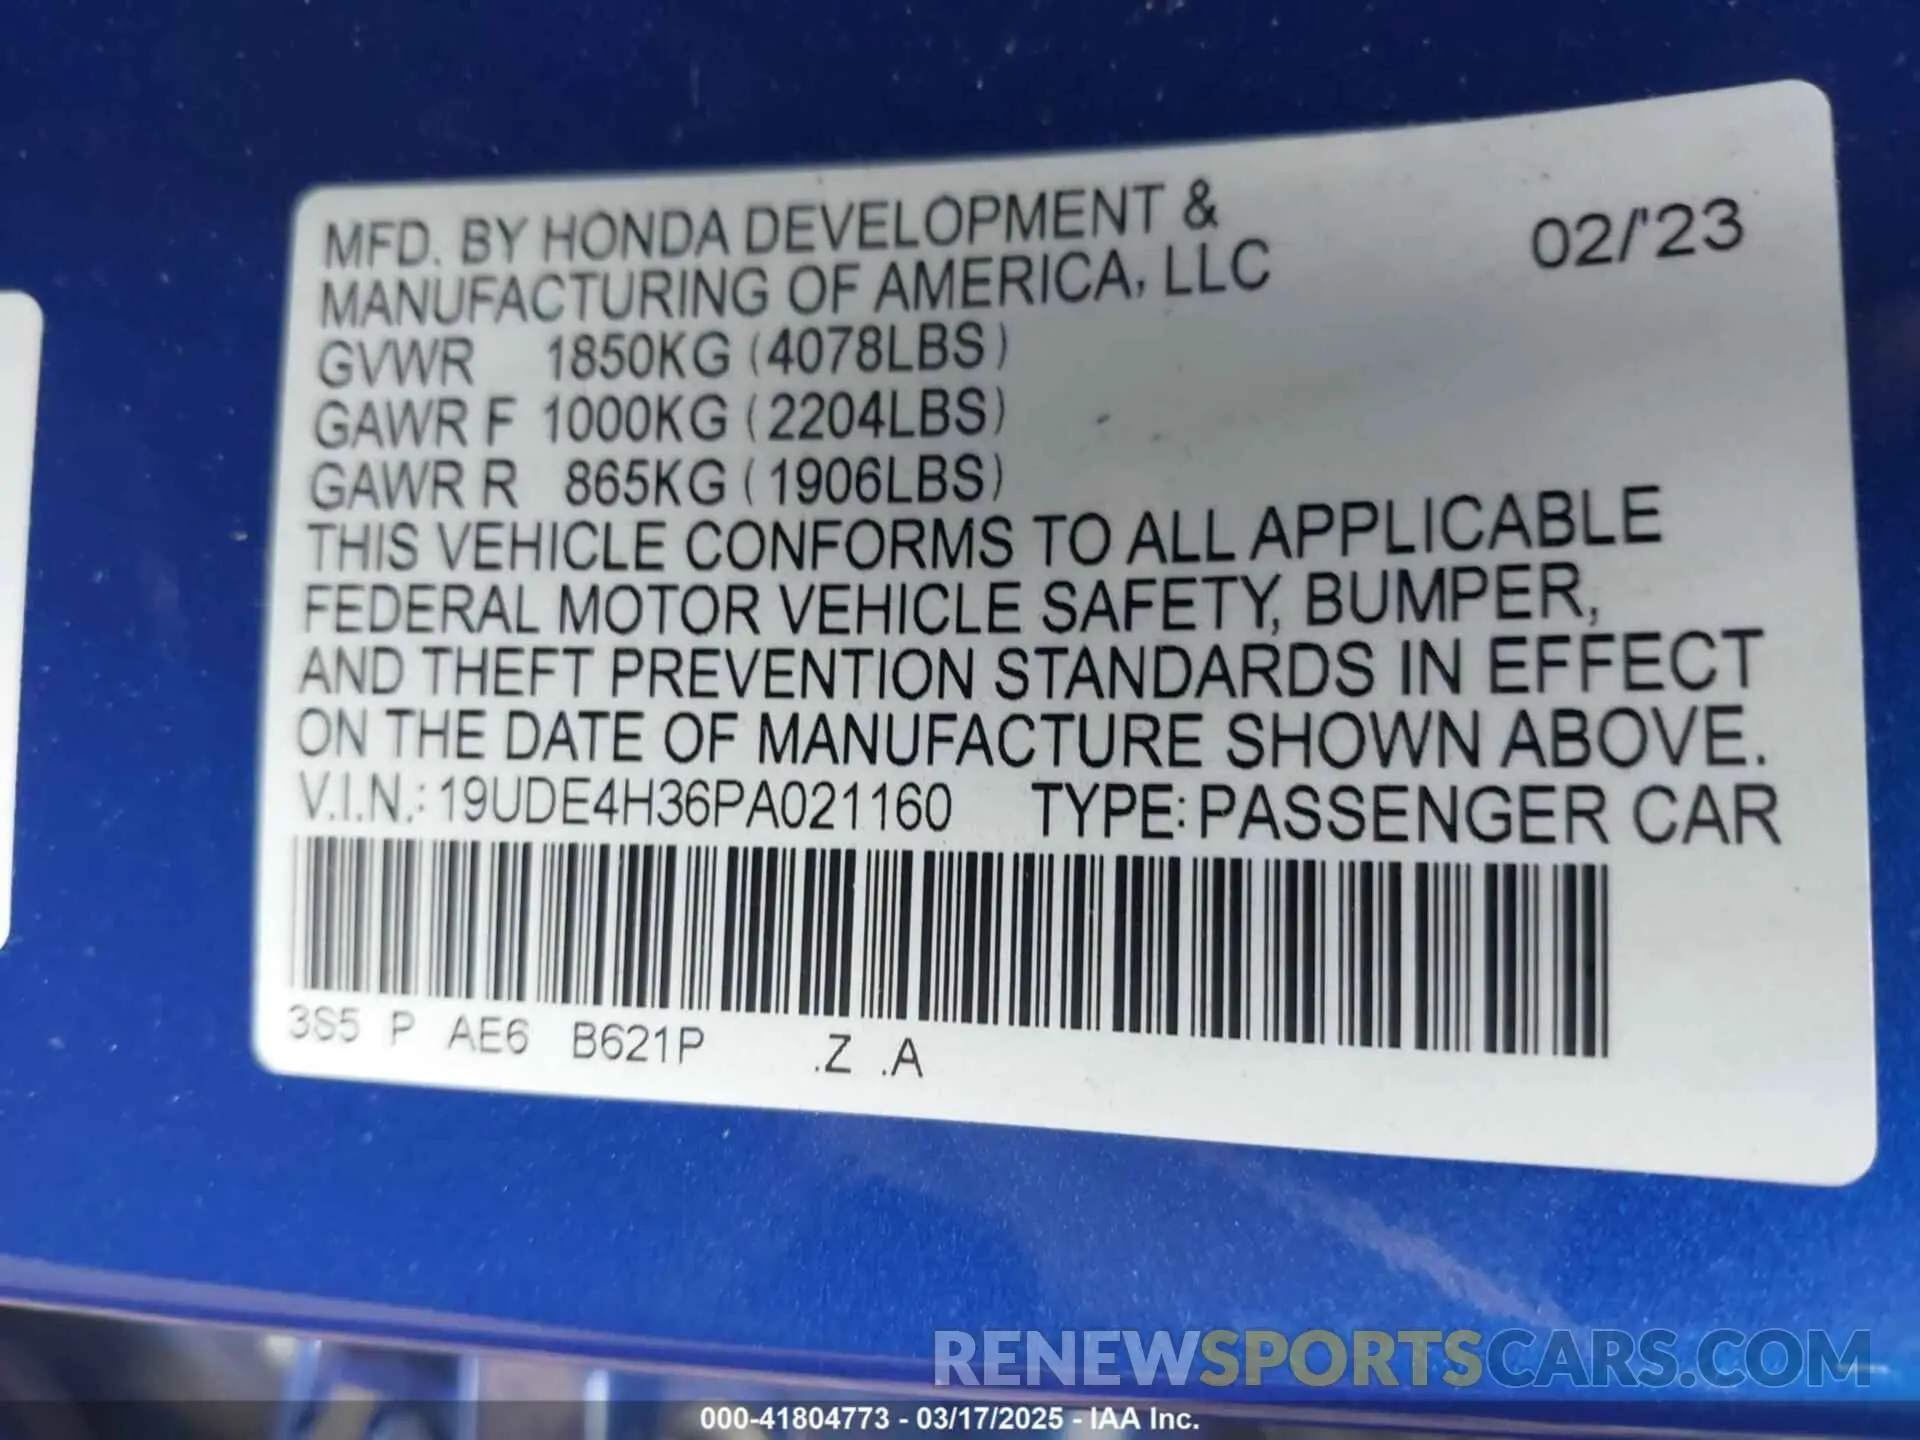 MFD. BY HONDA DEVELOPMENT &
MANUFACTURING OF AMERICA, LLC
02/'23
GVWR 1850KG (4078LBS)
GAWR F 1000KG (2204LBS)
GAWR R 865KG (1906LBS)
THIS VEHICLE CONFORMS TO ALL APPLICABLE
FEDERAL MOTOR VEHICLE SAFETY, BUMPER,
AND THEFT PREVENTION STANDARDS IN EFFECT
ON THE DATE OF MANUFACTURE SHOWN ABOVE.
V.I.N.: 19UDE4H36PA021160 TYPE: PASSENGER CAR
3S5 P AE6 B621P .Z .A
RENEWSPORTSCARS.COM
000-41804773 - 03/17/2025 - IAA Inc.